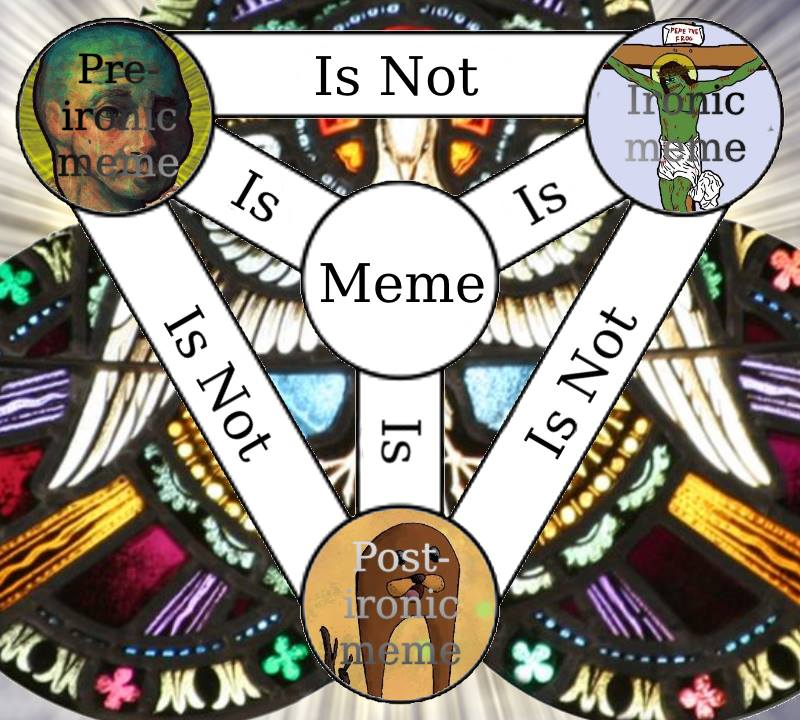 PEPE THE
FROG
Pre-
ironic
meme
Is Not
Ironic
meme
Is
Is
Meme
Is Not
Is
Is Not
Post-
ironic
meme